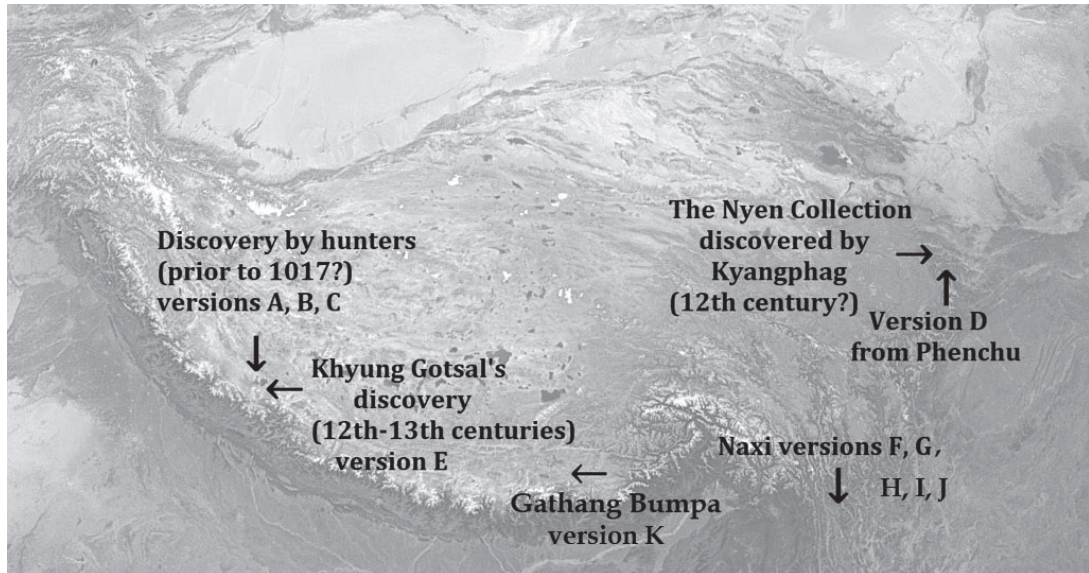 Discovery by hunters
(prior to 1017?)
versions A, B, C
Khyung Gotsal's
discovery
(12th-13th centuries)
version E
Gathang Bumpa
version K
The Nyen Collection
discovered by
Kyangphag
(12th century?)
Version D
from Phenchu
Naxi versions F, G,
H, I, J